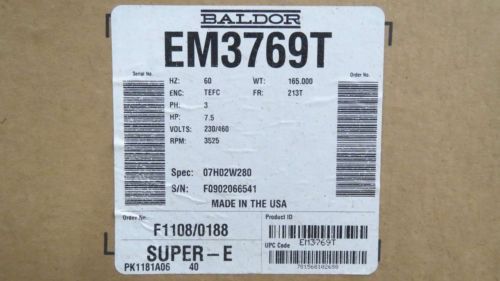 BALDOR
EM3769T
Serial No.
Order No.
HZ: 60 WT: 165.000
ENC: TEFC FR: 213T
PH: 3
HP: 7.5
VOLTS: 230/460
RPM: 3525
Spec: 07H02W280
S/N: F0902066541
MADE IN THE USA
Order No.
F1108/0188
Product ID
EM3769T
SUPER-E
UPC Code
781568102688
PK1181A06 40